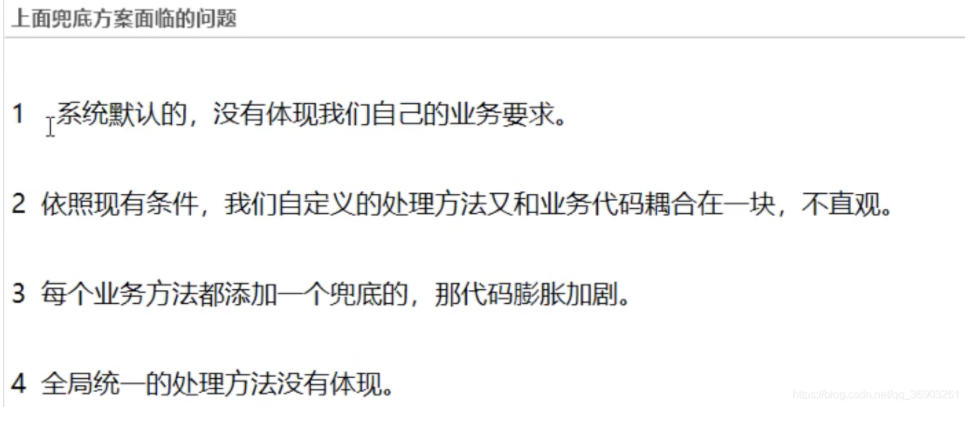 上面兜底方案面临的问题
1 系统默认的，没有体现我们自己的业务要求。
2 依照现有条件，我们自定义的处理方法又和业务代码耦合在一块，不直观。
3 每个业务方法都添加一个兜底的，那代码膨胀加剧。
4 全局统一的处理方法没有体现。
https://blog.csdn.net/qq_36903261